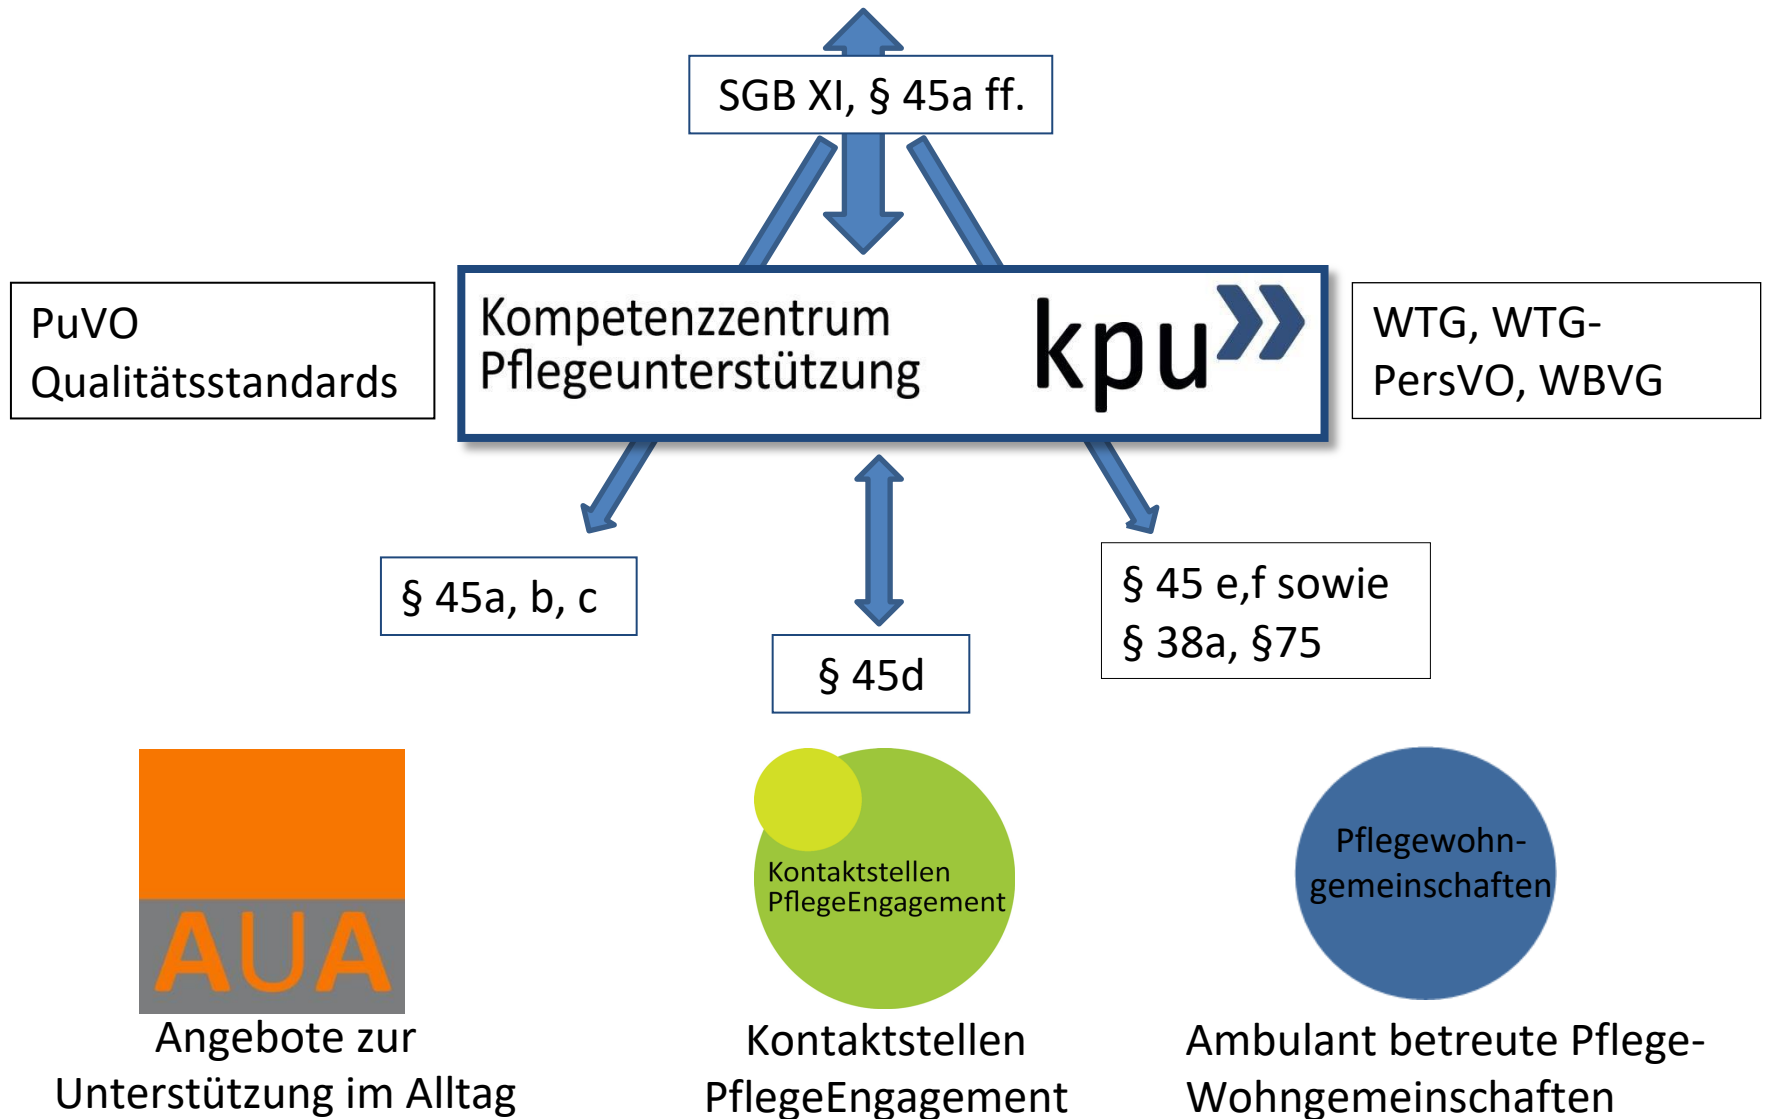 SGB XI, § 45a ff.
PuVO
Qualitätsstandards
Kompetenzzentrum
Pflegeunterstützung
kpu
WTG, WTG-
PersVO, WBVG
§ 45a, b, c
§ 45d
§ 45 e,f sowie
§ 38a, §75
AUA
Angebote zur
Unterstützung im Alltag
Kontaktstellen
PflegeEngagement
Kontaktstellen
PflegeEngagement
Pflegewohn-
gemeinschaften
Ambulant betreute Pflege-
Wohngemeinschaften